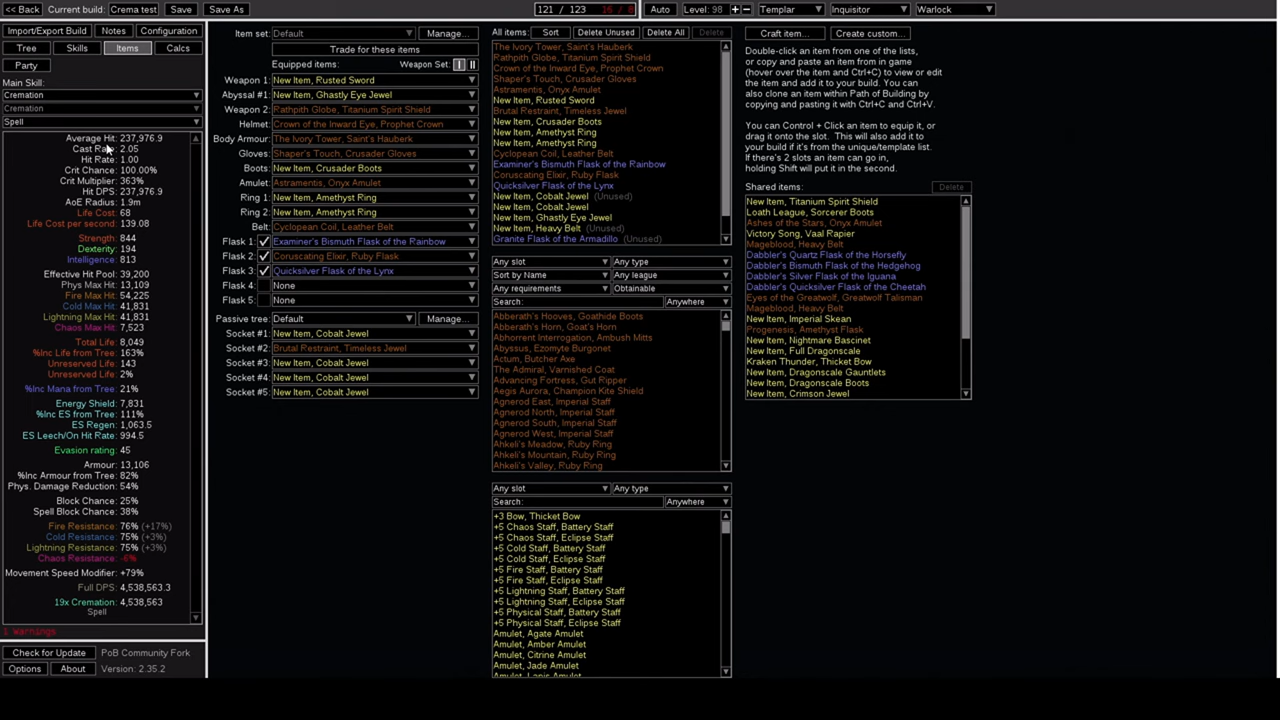 << Back Current build: Crema test Save Save As 121 / 123 16 / 8 Auto Level: 98 Templar Inquisitor Warlock
Import/Export Build Notes Configuration
Tree Skills Items Calcs
Party
Main Skill:
Cremation
Cremation
Spell
Average Hit: 237,976.9
Cast Rate: 2.05
Hit Rate: 1.00
Crit Chance: 100.00%
Crit Multiplier: 363%
Hit DPS: 237,976.9
AoE Radius: 1.9m
Life Cost: 68
Life Cost per second: 139.08
Strength: 844
Dexterity: 194
Intelligence: 813
Effective Hit Pool: 39,200
Phys Max Hit: 13,109
Fire Max Hit: 54,225
Cold Max Hit: 41,831
Lightning Max Hit: 41,831
Chaos Max Hit: 7,523
Total Life: 8,049
%Inc Life from Tree: 163%
Unreserved Life: 143
Unreserved Life: 2%
%Inc Mana from Tree: 21%
Energy Shield: 7,831
%Inc ES from Tree: 111%
ES Regen: 1,063.5
ES Leech/On Hit Rate: 994.5
Evasion rating: 45
Armour: 13,106
%Inc Armour from Tree: 82%
Phys. Damage Reduction: 54%
Block Chance: 25%
Spell Block Chance: 38%
Fire Resistance: 76% (+17%)
Cold Resistance: 75% (+3%)
Lightning Resistance: 75% (+3%)
Chaos Resistance: -6%
Movement Speed Modifier: +79%
Full DPS: 4,538,563.3
19x Cremation: 4,538,563
Spell
1 Warnings
Check for Update PoB Community Fork
Options About Version: 2.35.2
Item set: Default Manage...
Trade for these items
Equipped items: Weapon Set: I II
Weapon 1: New Item, Rusted Sword
Abyssal #1: New Item, Ghastly Eye Jewel
Weapon 2: Rathpith Globe, Titanium Spirit Shield
Helmet: Crown of the Inward Eye, Prophet Crown
Body Armour: The Ivory Tower, Saint's Hauberk
Gloves: Shaper's Touch, Crusader Gloves
Boots: New Item, Crusader Boots
Amulet: Astramentis, Onyx Amulet
Ring 1: New Item, Amethyst Ring
Ring 2: New Item, Amethyst Ring
Belt: Cyclopean Coil, Leather Belt
Flask 1: Examiner's Bismuth Flask of the Rainbow
Flask 2: Coruscating Elixir, Ruby Flask
Flask 3: Quicksilver Flask of the Lynx
Flask 4: None
Flask 5: None
Passive tree: Default Manage...
Socket #1: New Item, Cobalt Jewel
Socket #2: Brutal Restraint, Timeless Jewel
Socket #3: New Item, Cobalt Jewel
Socket #4: New Item, Cobalt Jewel
Socket #5: New Item, Cobalt Jewel
All items: Sort Delete Unused Delete All Delete
The Ivory Tower, Saint's Hauberk
Rathpith Globe, Titanium Spirit Shield
Crown of the Inward Eye, Prophet Crown
Shaper's Touch, Crusader Gloves
Astramentis, Onyx Amulet
New Item, Rusted Sword
Brutal Restraint, Timeless Jewel
New Item, Crusader Boots
New Item, Amethyst Ring
New Item, Amethyst Ring
Cyclopean Coil, Leather Belt
Examiner's Bismuth Flask of the Rainbow
Coruscating Elixir, Ruby Flask
Quicksilver Flask of the Lynx
New Item, Cobalt Jewel (Unused)
New Item, Cobalt Jewel
New Item, Ghastly Eye Jewel
New Item, Heavy Belt (Unused)
Granite Flask of the Armadillo (Unused)
Any slot Any type
Sort by Name Any league
Any requirements Obtainable
Search: Anywhere
Abberath's Hooves, Goathide Boots
Abberath's Horn, Goat's Horn
Abhorrent Interrogation, Ambush Mitts
Abyssus, Ezomyte Burgonet
Actum, Butcher Axe
The Admiral, Varnished Coat
Advancing Fortress, Gut Ripper
Aegis Aurora, Champion Kite Shield
Agnerod East, Imperial Staff
Agnerod North, Imperial Staff
Agnerod South, Imperial Staff
Agnerod West, Imperial Staff
Ahkeli's Meadow, Ruby Ring
Ahkeli's Mountain, Ruby Ring
Ahkeli's Valley, Ruby Ring
Any slot Any type
Search: Anywhere
+3 Bow, Thicket Bow
+5 Chaos Staff, Battery Staff
+5 Chaos Staff, Eclipse Staff
+5 Cold Staff, Battery Staff
+5 Cold Staff, Eclipse Staff
+5 Fire Staff, Battery Staff
+5 Fire Staff, Eclipse Staff
+5 Lightning Staff, Battery Staff
+5 Lightning Staff, Eclipse Staff
+5 Physical Staff, Battery Staff
+5 Physical Staff, Eclipse Staff
Amulet, Agate Amulet
Amulet, Amber Amulet
Amulet, Citrine Amulet
Amulet, Jade Amulet
Amulet, Lapis Amulet
Craft item... Create custom...
Double-click an item from one of the lists,
or copy and paste an item from in game
(hover over the item and Ctrl+C) to view or edit
the item and add it to your build. You can
also clone an item within Path of Building by
copying and pasting it with Ctrl+C and Ctrl+V.
You can Control + Click an item to equip it, or
drag it onto the slot. This will also add it to
your build if it's from the unique/template list.
If there's 2 slots an item can go in,
holding Shift will put it in the second.
Shared items: Delete
New Item, Titanium Spirit Shield
Loath League, Sorcerer Boots
Ashes of the Stars, Onyx Amulet
Victory Song, Vaal Rapier
Mageblood, Heavy Belt
Dabbler's Quartz Flask of the Horsefly
Dabbler's Bismuth Flask of the Hedgehog
Dabbler's Silver Flask of the Iguana
Dabbler's Quicksilver Flask of the Cheetah
Eyes of the Greatwolf, Greatwolf Talisman
Mageblood, Heavy Belt
New Item, Imperial Skean
Progenesis, Amethyst Flask
New Item, Nightmare Bascinet
New Item, Full Dragonscale
Kraken Thunder, Thicket Bow
New Item, Dragonscale Gauntlets
New Item, Dragonscale Boots
New Item, Crimson Jewel